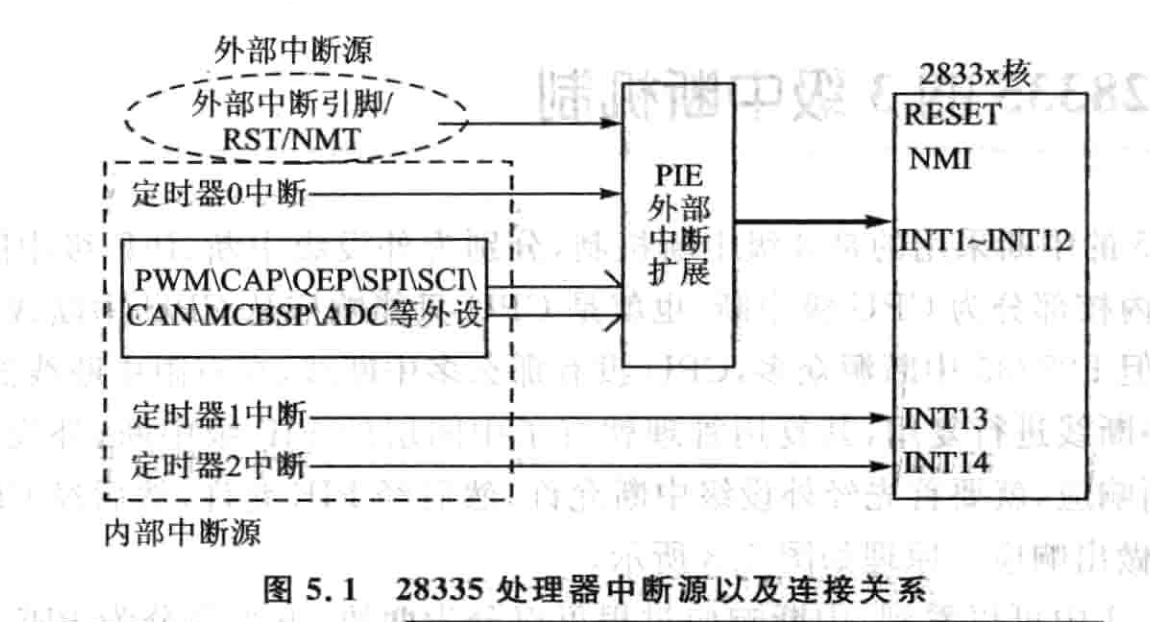 外部中断源
外部中断引脚/
RST/NMT
定时器0中断
PWM\CAP\QEP\SPI\SCI\
CAN\MCBSP\ADC等外设
定时器1中断
定时器2中断
内部中断源
PIE
外部
中断
扩展
2833x核
RESET
NMI
INT1~INT12
INT13
INT14
图 5.1 28335 处理器中断源以及连接关系